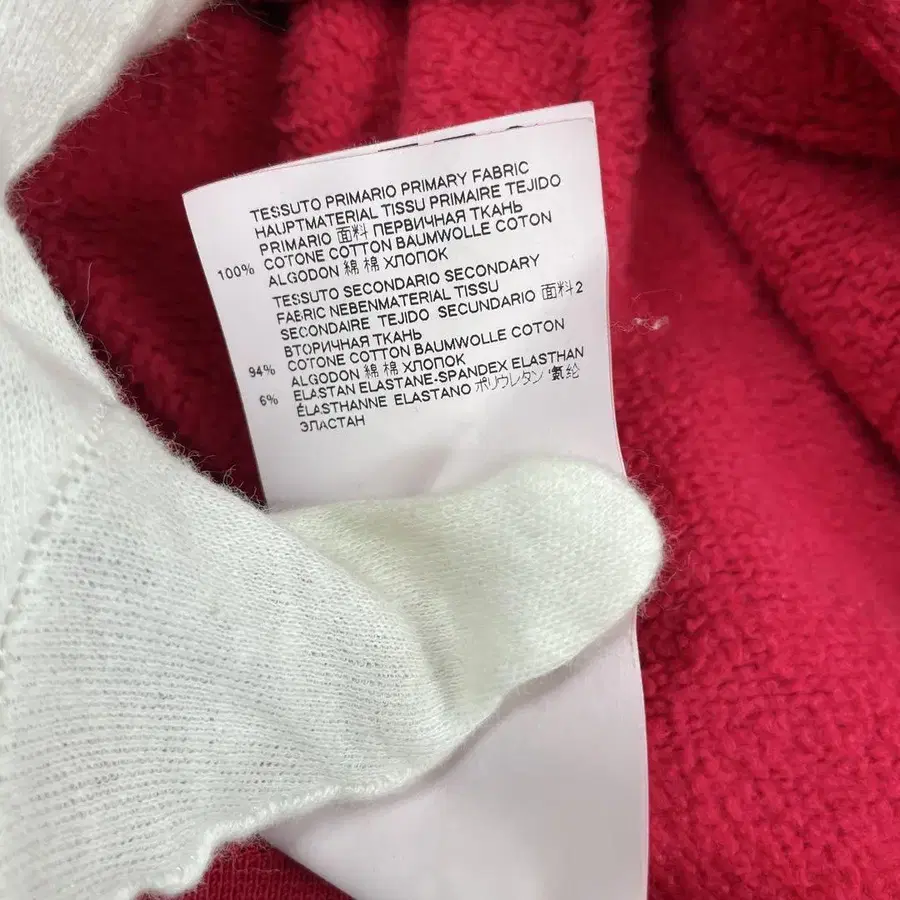 TESSUTO PRIMARIO PRIMARY FABRIC
HAUPTMATERIAL TISSU PRIMAIRE TEJIDO
PRIMARIO 面料 ПЕРВИЧНАЯ ТКАНЬ
100% COTONE COTTON BAUMWOLLE COTON
ALGODON 綿 棉 ХЛОПОК
TESSUTO SECONDARIO SECONDARY
FABRIC NEBENMATERIAL TISSU
SECONDAIRE TEJIDO SECUNDARIO 面料2
ВТОРИЧНАЯ ТКАНЬ
94% COTONE COTTON BAUMWOLLE COTON
ALGODON 綿 棉 ХЛОПОК
6% ELASTAN ELASTANE-SPANDEX ELASTHAN
ÉLASTHANNE ELASTANO ポリウレタン 氨纶
ЭЛАСТАН